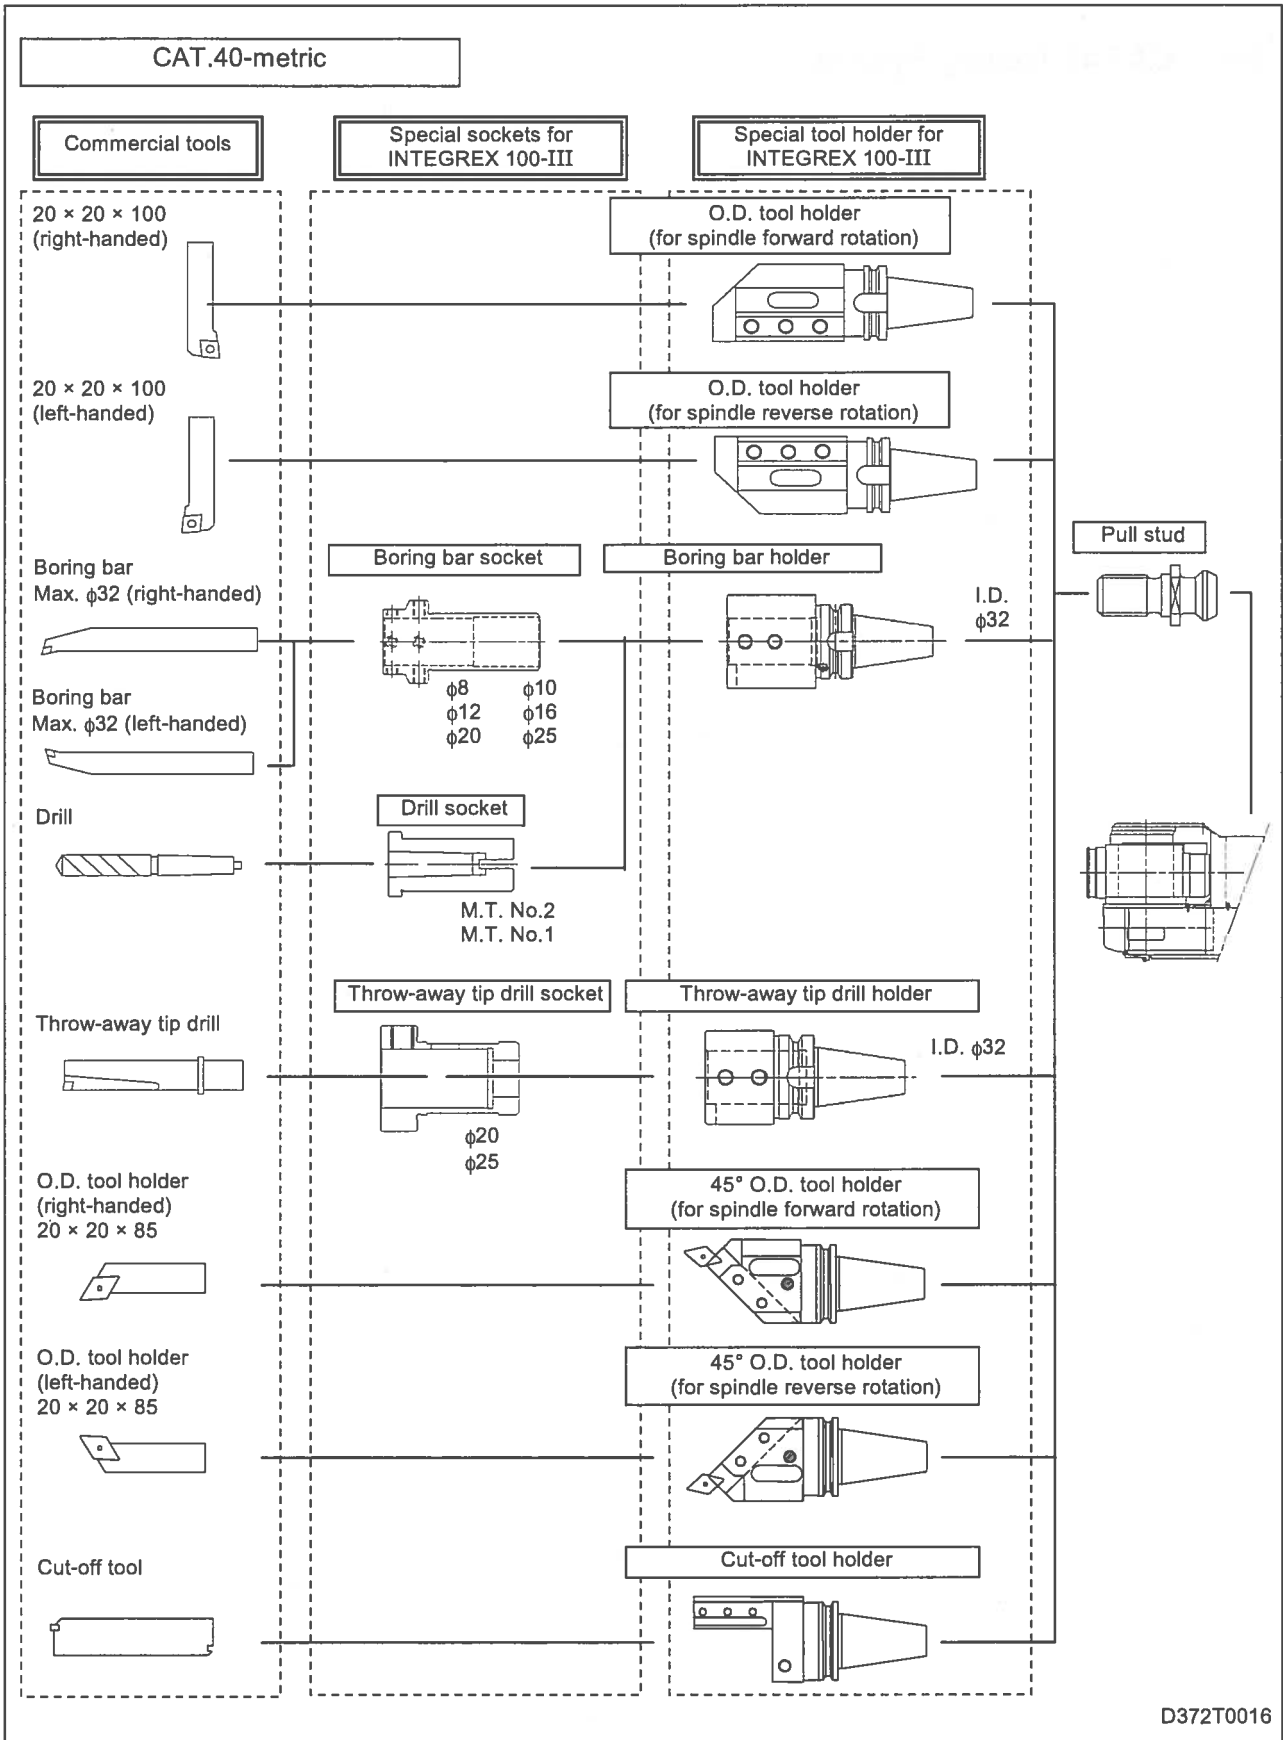 CAT.40-metric
Commercial tools
Special sockets for
INTEGREX 100-III
Special tool holder for
INTEGREX 100-III
20 × 20 × 100
(right-handed)
O.D. tool holder
(for spindle forward rotation)
20 × 20 × 100
(left-handed)
O.D. tool holder
(for spindle reverse rotation)
Pull stud
Boring bar
Max. ϕ32 (right-handed)
Boring bar socket
Boring bar holder
I.D.
ϕ32
ϕ8 ϕ10
ϕ12 ϕ16
ϕ20 ϕ25
Boring bar
Max. ϕ32 (left-handed)
Drill
Drill socket
M.T. No.2
M.T. No.1
Throw-away tip drill
Throw-away tip drill socket
Throw-away tip drill holder
I.D. ϕ32
ϕ20
ϕ25
O.D. tool holder
(right-handed)
20 × 20 × 85
45° O.D. tool holder
(for spindle forward rotation)
O.D. tool holder
(left-handed)
20 × 20 × 85
45° O.D. tool holder
(for spindle reverse rotation)
Cut-off tool
Cut-off tool holder
D372T0016